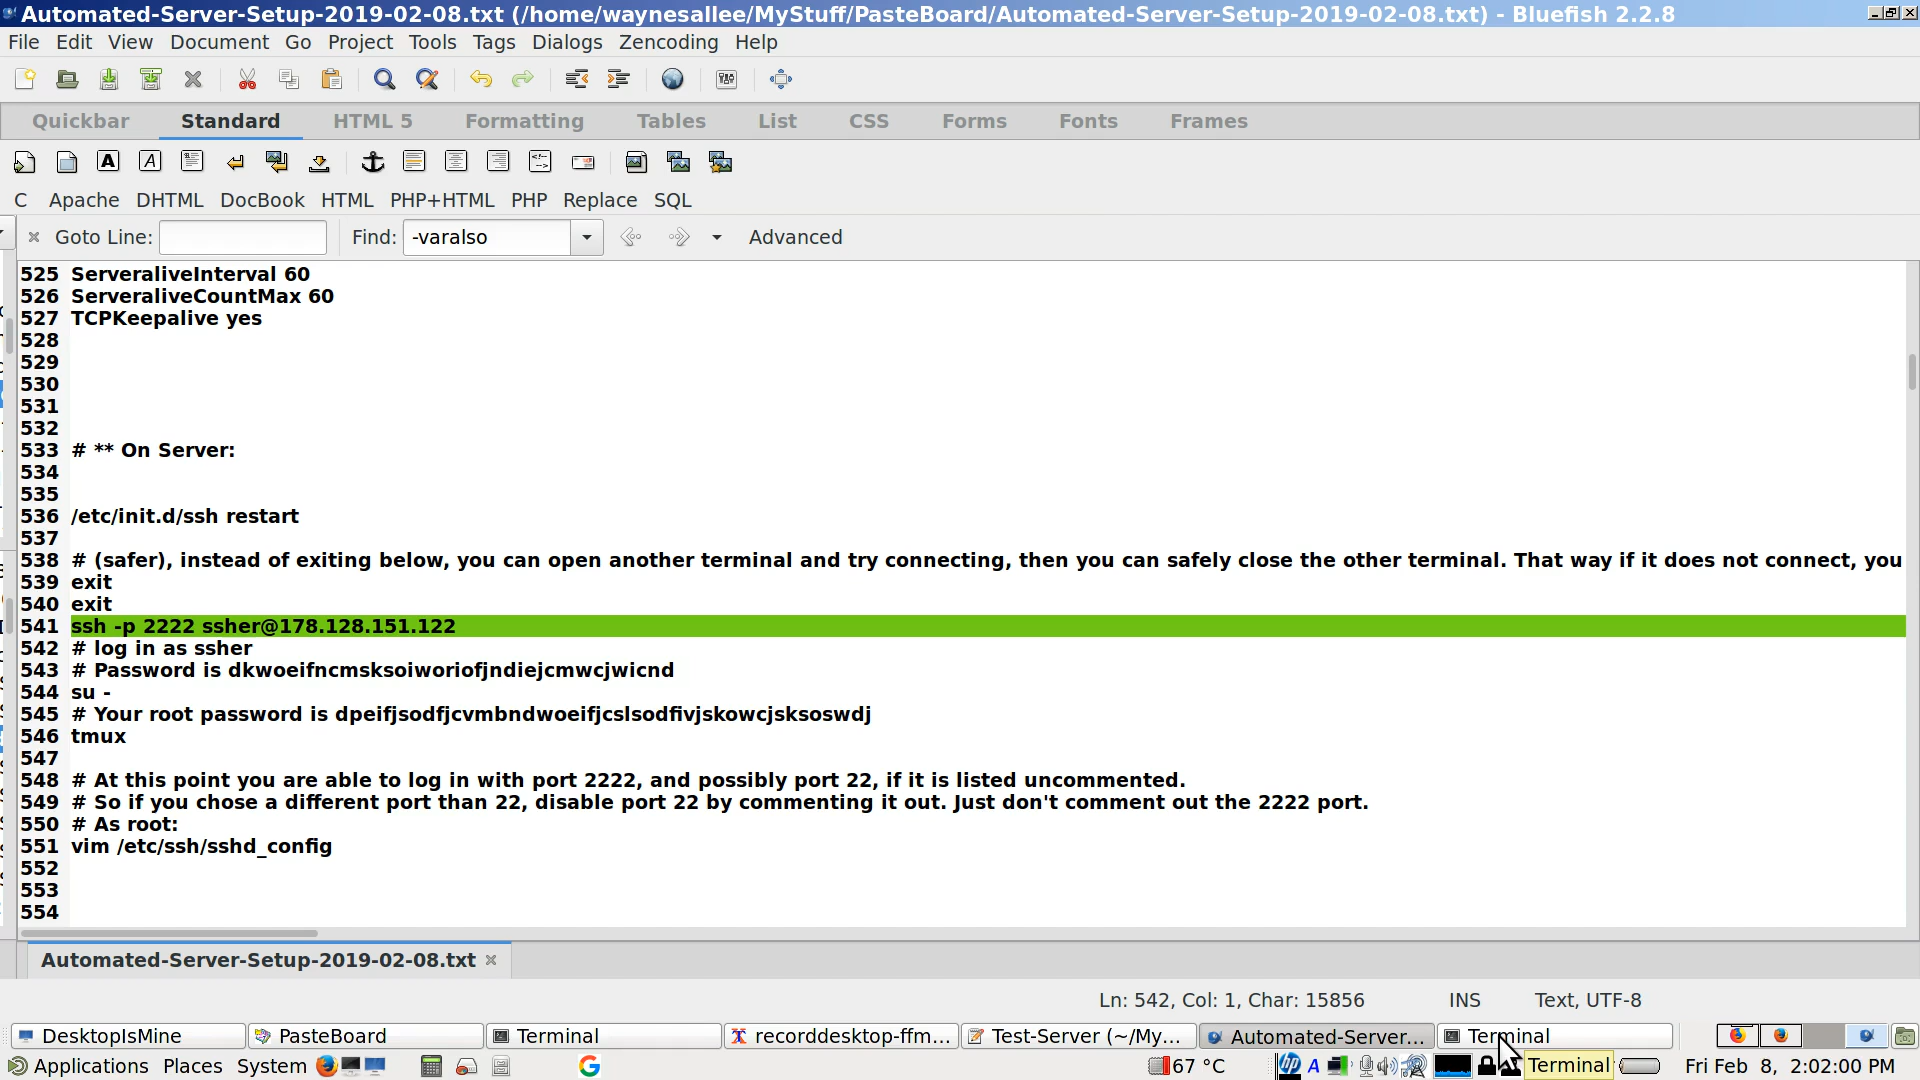 Automated-Server-Setup-2019-02-08.txt (/home/waynesallee/MyStuff/PasteBoard/Automated-Server-Setup-2019-02-08.txt) - Bluefish 2.2.8
File Edit View Document Go Project Tools Tags Dialogs Zencoding Help
Quickbar Standard HTML 5 Formatting Tables List CSS Forms Fonts Frames
C Apache DHTML DocBook HTML PHP+HTML PHP Replace SQL
Goto Line: Find: -varalso Advanced
525 ServeraliveInterval 60
526 ServeraliveCountMax 60
527 TCPKeepalive yes
528
529
530
531
532
533 # ** On Server:
534
535
536 /etc/init.d/ssh restart
537
538 # (safer), instead of exiting below, you can open another terminal and try connecting, then you can safely close the other terminal. That way if it does not connect, you
539 exit
540 exit
541 ssh -p 2222 ssher@178.128.151.122
542 # log in as ssher
543 # Password is dkwoeifncmsksoiworiofjndiejcmwcjwicnd
544 su -
545 # Your root password is dpeifjsodfjcvmbndwoeifjcslsodfivjskowcjsksoswdj
546 tmux
547
548 # At this point you are able to log in with port 2222, and possibly port 22, if it is listed uncommented.
549 # So if you chose a different port than 22, disable port 22 by commenting it out. Just don't comment out the 2222 port.
550 # As root:
551 vim /etc/ssh/sshd_config
552
553
554
Automated-Server-Setup-2019-02-08.txt
Ln: 542, Col: 1, Char: 15856 INS Text, UTF-8
DesktopIsMine PasteBoard Terminal recorddesktop-ffm... Test-Server (~/My... Automated-Server... Terminal
Applications Places System 67 °C Terminal Fri Feb 8, 2:02:00 PM